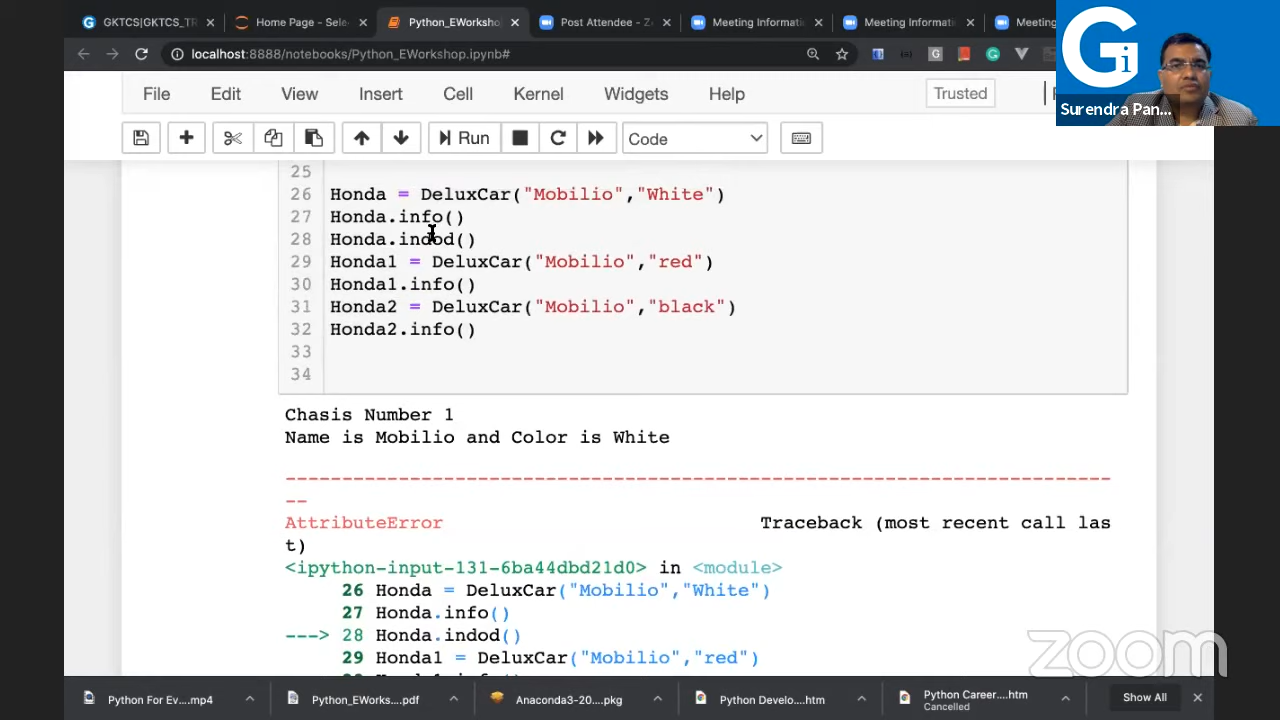 GKTCS|GKTCS_TR
Home Page - Sele
Python_EWorksho
Post Attendee - Z
Meeting Informati
Meeting Informati
Meeting
localhost:8888/notebooks/Python_EWorkshop.ipynb#
Gi
Surendra Pan...
File Edit View Insert Cell Kernel Widgets Help Trusted
Run Code
25
26 Honda = DeluxCar("Mobilio","White")
27 Honda.info()
28 Honda.indod()
29 Honda1 = DeluxCar("Mobilio","red")
30 Honda1.info()
31 Honda2 = DeluxCar("Mobilio","black")
32 Honda2.info()
33
34
Chasis Number 1
Name is Mobilio and Color is White
---------------------------------------------------------------------------
--
AttributeError Traceback (most recent call las
t)
<ipython-input-131-6ba44dbd21d0> in <module>
26 Honda = DeluxCar("Mobilio","White")
27 Honda.info()
---> 28 Honda.indod()
29 Honda1 = DeluxCar("Mobilio","red")
zoom
Python For Ev....mp4
Python_EWorks....pdf
Anaconda3-20....pkg
Python Develo....htm
Python Career....htm
Cancelled
Show All